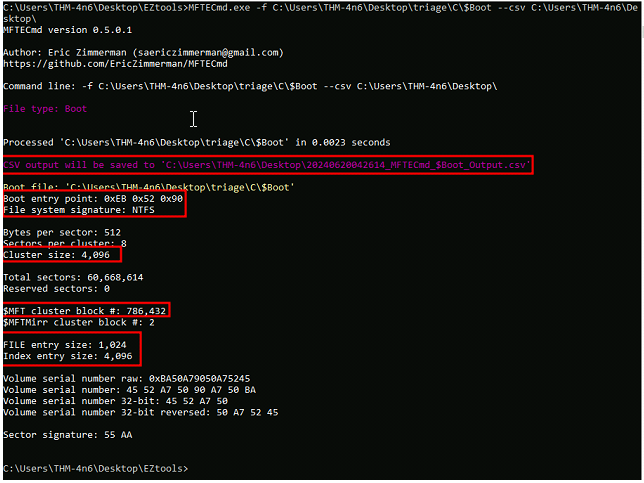 C:\Users\THM-4n6\Desktop\EZtools>MFTECmd.exe -f C:\Users\THM-4n6\Desktop\triage\C\$Boot --csv C:\Users\THM-4n6\De
sktop\
MFTECmd version 0.5.0.1
Author: Eric Zimmerman (saericzimmerman@gmail.com)
https://github.com/EricZimmerman/MFTECmd
Command line: -f C:\Users\THM-4n6\Desktop\triage\C\$Boot --csv C:\Users\THM-4n6\Desktop\
File type: Boot
Processed 'C:\Users\THM-4n6\Desktop\triage\C\$Boot' in 0.0023 seconds
CSV output will be saved to 'C:\Users\THM-4n6\Desktop\20240620042614_MFTECmd_$Boot_Output.csv'
Boot file: 'C:\Users\THM-4n6\Desktop\triage\C\$Boot'
Boot entry point: 0xEB 0x52 0x90
File system signature: NTFS
Bytes per sector: 512
Sectors per cluster: 8
Cluster size: 4,096
Total sectors: 60,668,614
Reserved sectors: 0
$MFT cluster block #: 786,432
$MFTMirr cluster block #: 2
FILE entry size: 1,024
Index entry size: 4,096
Volume serial number raw: 0xBA50A79050A75245
Volume serial number: 45 52 A7 50 90 A7 50 BA
Volume serial number 32-bit: 45 52 A7 50
Volume serial number 32-bit reversed: 50 A7 52 45
Sector signature: 55 AA
C:\Users\THM-4n6\Desktop\EZtools>